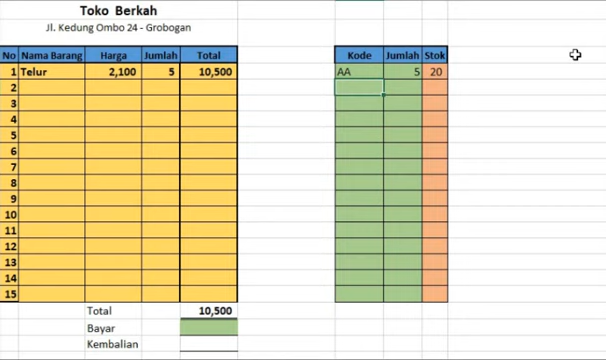 Toko Berkah
Jl. Kedung Ombo 24 - Grobogan
No Nama Barang Harga Jumlah Total Kode Jumlah Stok
1 Telur 2,100 5 10,500 AA 5 20
2
3
4
5
6
7
8
9
10
11
12
13
14
15
Total 10,500
Bayar
Kembalian